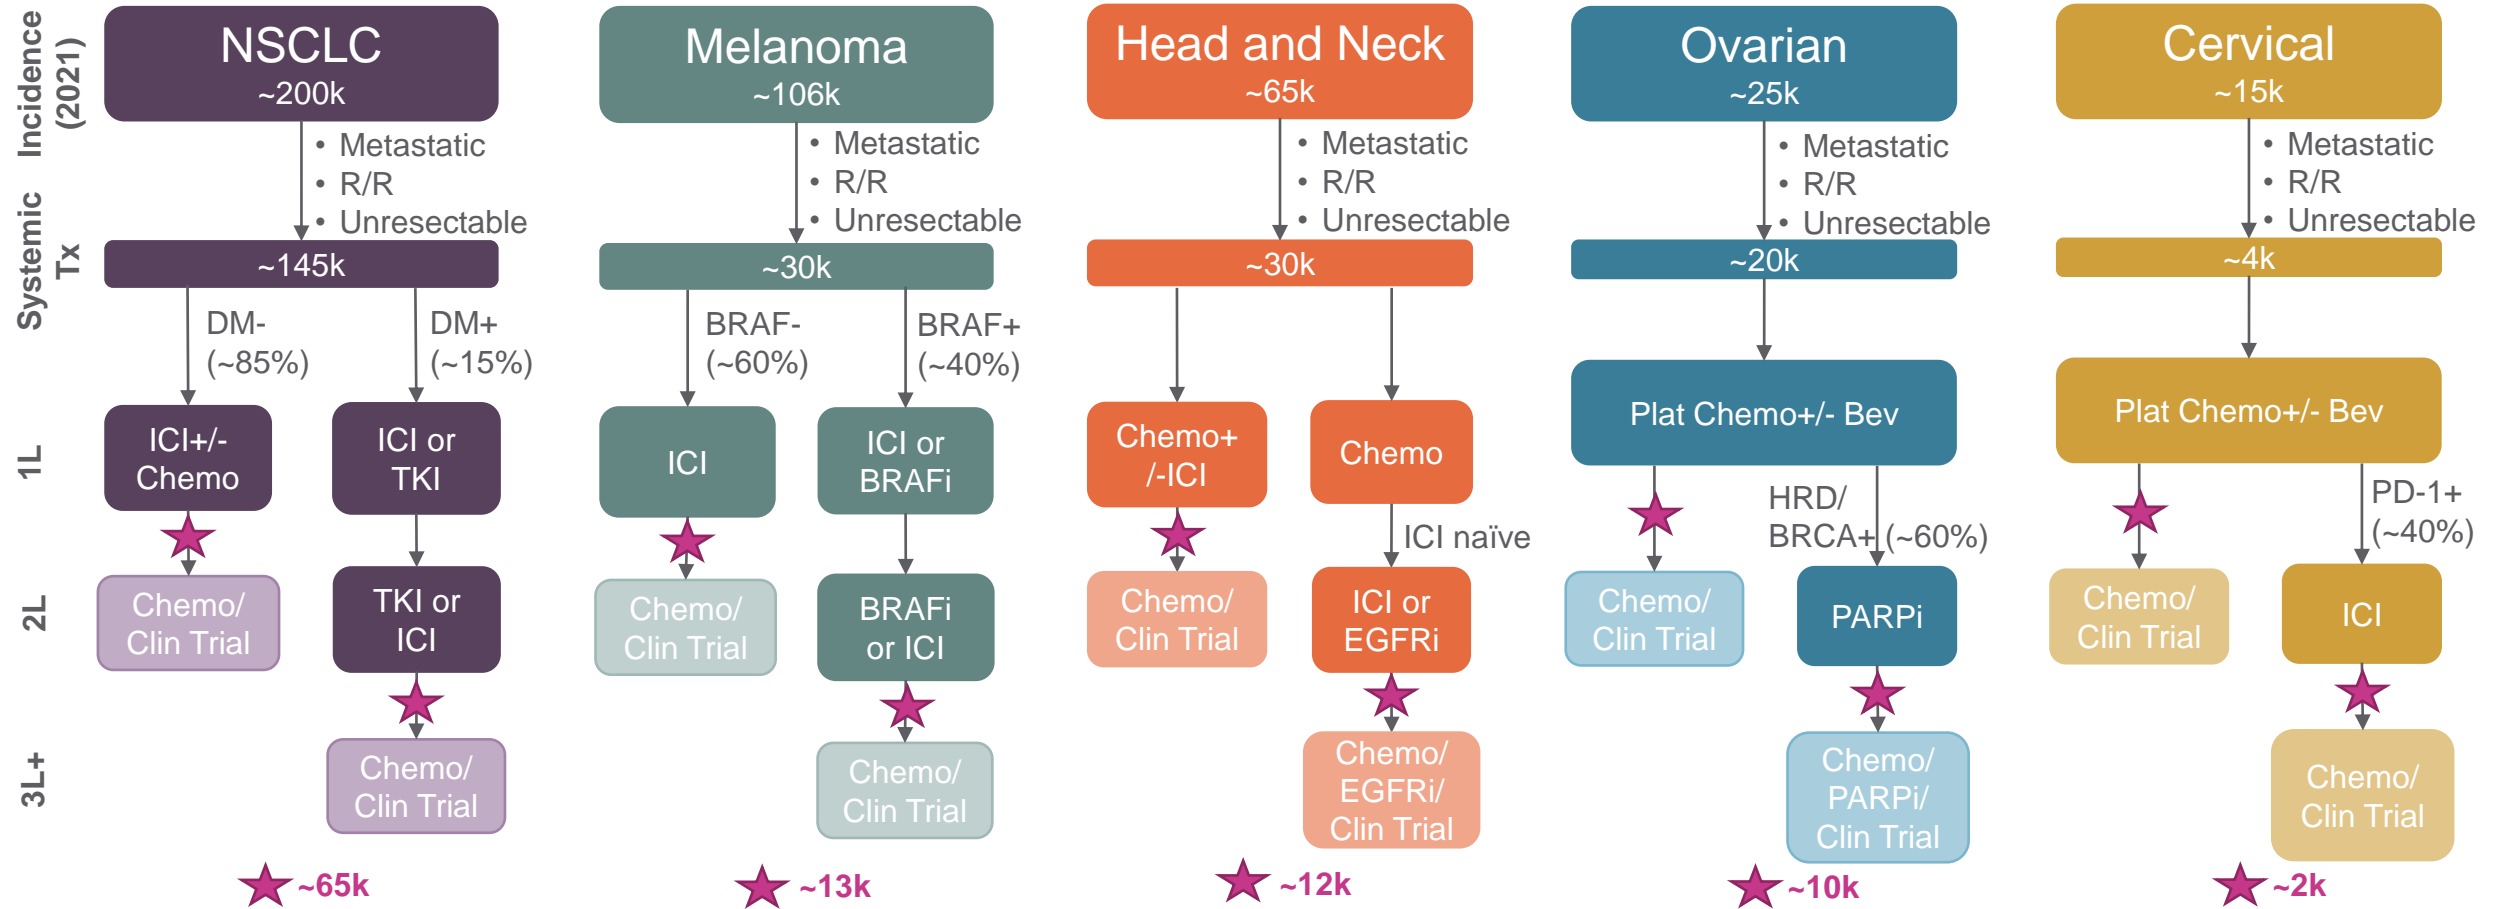 Incidence
(2021)
NSCLC
~200k
Melanoma
~106k
Head and Neck
~65k
Ovarian
~25k
Cervical
~15k
• Metastatic
• R/R
• Unresectable
• Metastatic
• R/R
• Unresectable
• Metastatic
• R/R
• Unresectable
• Metastatic
• R/R
• Unresectable
• Metastatic
• R/R
• Unresectable
Systemic
Tx
~145k
~30k
~30k
~20k
~4k
DM-
(~85%)
DM+
(~15%)
BRAF-
(~60%)
BRAF+
(~40%)
1L
ICI+/-
Chemo
ICI or
TKI
ICI
ICI or
BRAFi
Chemo+
/-ICI
Chemo
Plat Chemo+/- Bev
Plat Chemo+/- Bev
ICI naïve
HRD/
BRCA+ (~60%)
PD-1+
(~40%)
2L
Chemo/
Clin Trial
TKI or
ICI
Chemo/
Clin Trial
BRAFi
or ICI
Chemo/
Clin Trial
ICI or
EGFRi
Chemo/
Clin Trial
PARPi
Chemo/
Clin Trial
ICI
3L+
Chemo/
Clin Trial
Chemo/
Clin Trial
Chemo/
EGFRi/
Clin Trial
Chemo/
PARPi/
Clin Trial
Chemo/
Clin Trial
~65k
~13k
~12k
~10k
~2k